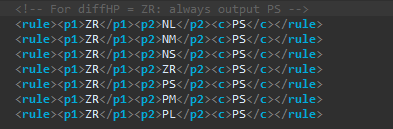 <!-- For diffHP = ZR: always output PS -->
<rule><p1>ZR</p1><p2>NL</p2><c>PS</c></rule>
<rule><p1>ZR</p1><p2>NM</p2><c>PS</c></rule>
<rule><p1>ZR</p1><p2>NS</p2><c>PS</c></rule>
<rule><p1>ZR</p1><p2>ZR</p2><c>PS</c></rule>
<rule><p1>ZR</p1><p2>PS</p2><c>PS</c></rule>
<rule><p1>ZR</p1><p2>PM</p2><c>PS</c></rule>
<rule><p1>ZR</p1><p2>PL</p2><c>PS</c></rule>